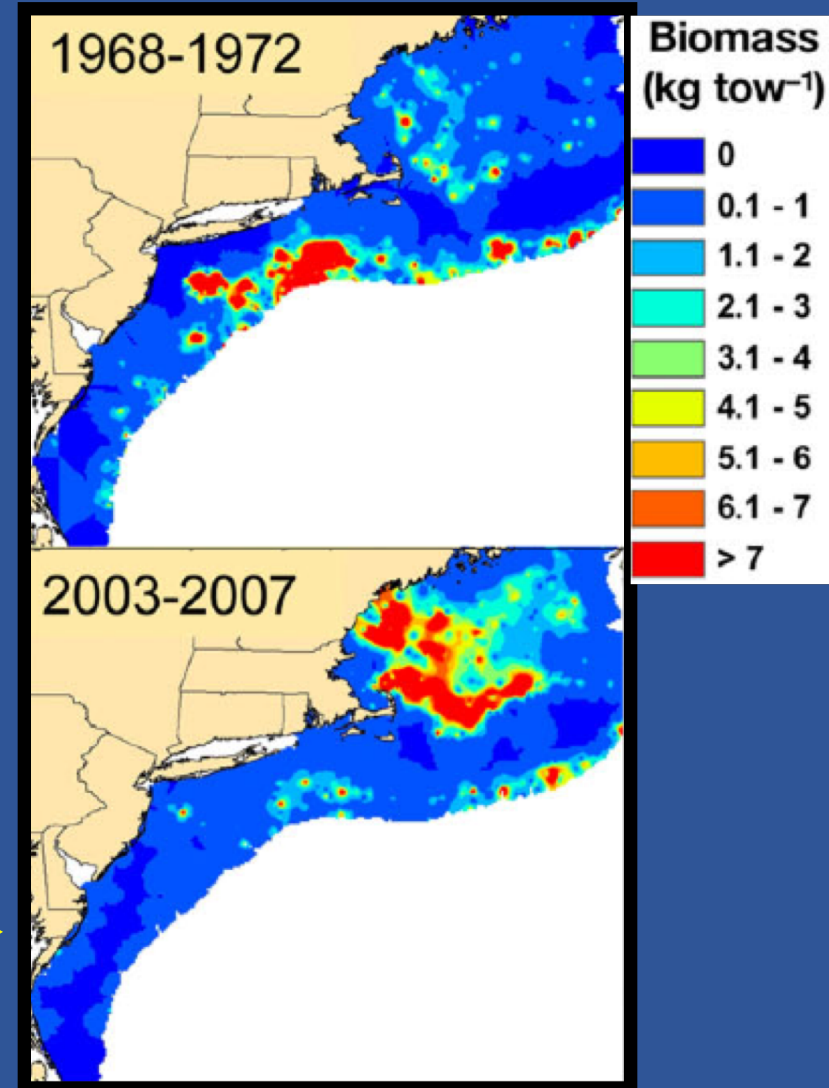 1968-1972
Biomass
(kg tow⁻¹)
0
0.1 - 1
1.1 - 2
2.1 - 3
3.1 - 4
4.1 - 5
5.1 - 6
6.1 - 7
> 7
2003-2007